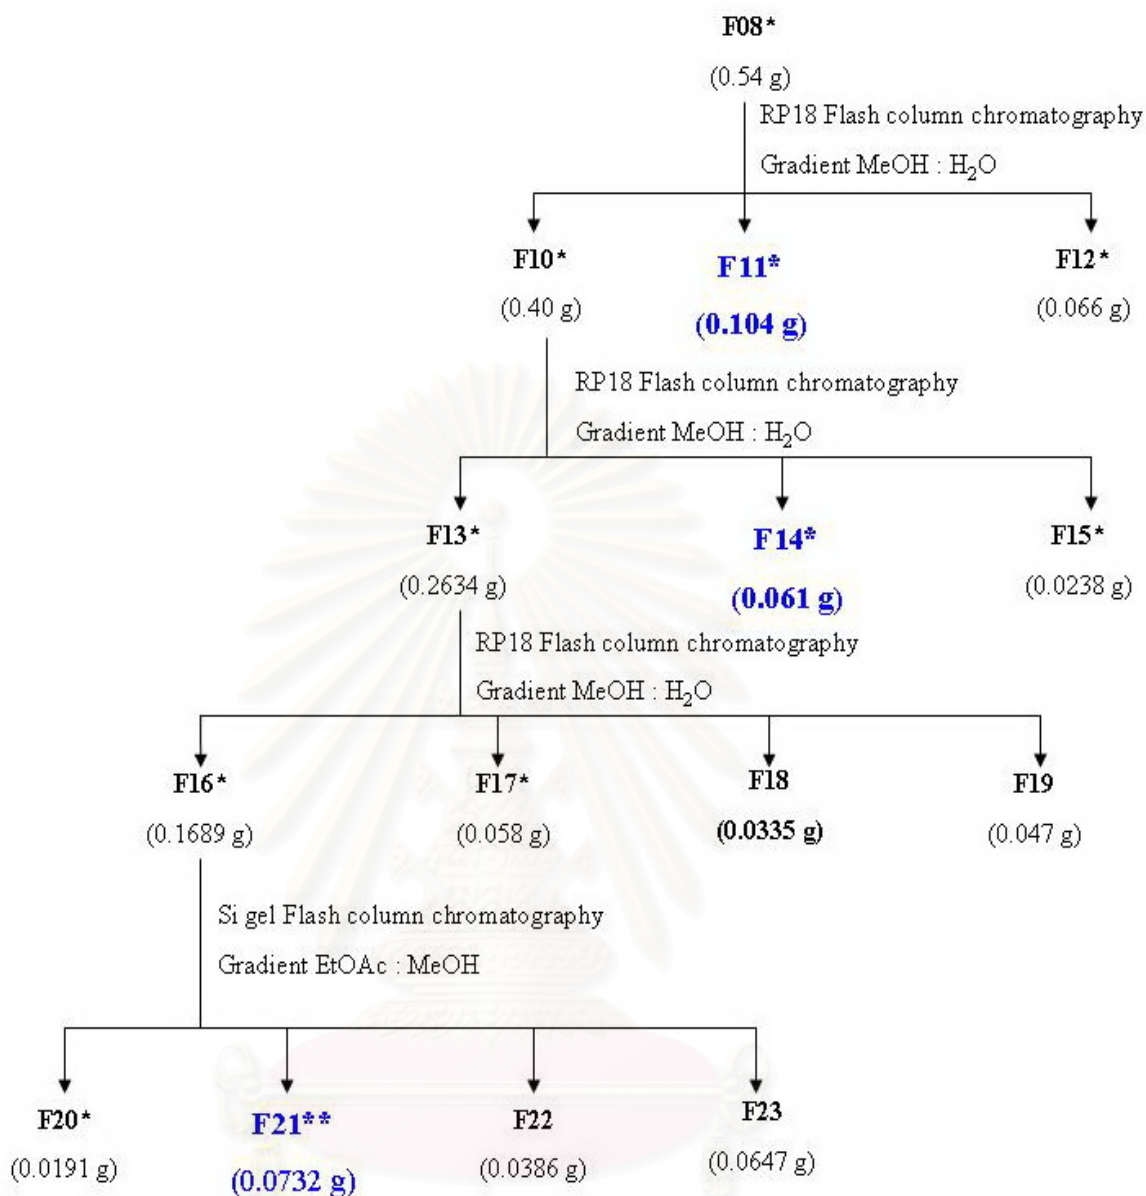 F08*
(0.54 g)
RP18 Flash column chromatography
Gradient MeOH : H₂O
F10*
F11*
F12*
(0.40 g)
(0.104 g)
(0.066 g)
RP18 Flash column chromatography
Gradient MeOH : H₂O
F13*
F14*
F15*
(0.2634 g)
(0.061 g)
(0.0238 g)
RP18 Flash column chromatography
Gradient MeOH : H₂O
F16*
F17*
F18
F19
(0.1689 g)
(0.058 g)
(0.0335 g)
(0.047 g)
Si gel Flash column chromatography
Gradient EtOAc : MeOH
F20*
F21**
F22
F23
(0.0191 g)
(0.0732 g)
(0.0386 g)
(0.0647 g)